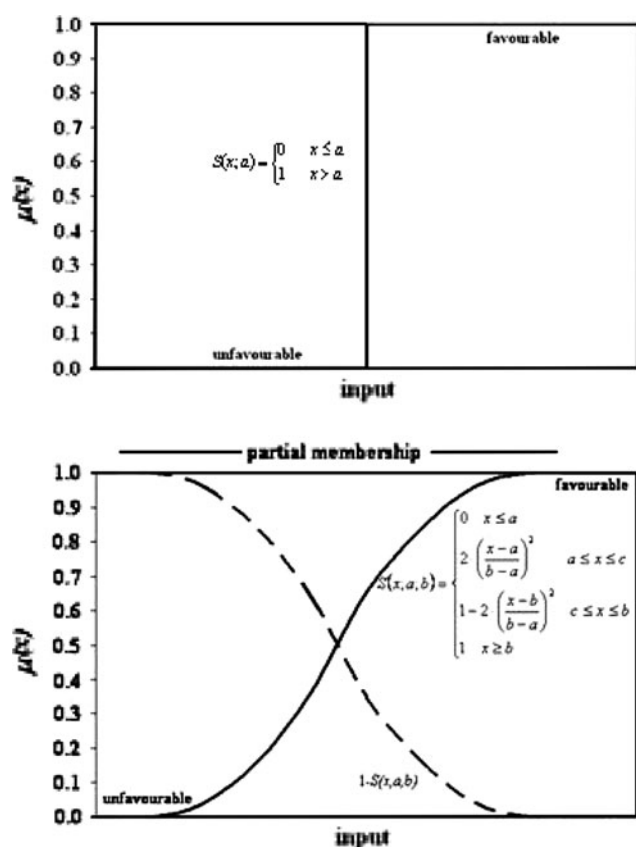 1.0
favourable
0.9
0.8
0.7
0.6
S(x;a)={0 x≤a
1 x>a
0.5
0.4
0.3
0.2
0.1
unfavourable
0.0
μ(x)
input
partial membership
1.0
favourable
0.9
0.8
0.7
0.6
0.5
0.4
0.3
0.2
0.1
0.0
μ(x)
S(x,a,b)={0 x≤a
2·((x-a)/(b-a))² a≤x≤c
1-2·((x-b)/(b-a))² c≤x≤b
1 x≥b
1-S(x,a,b)
unfavourable
input